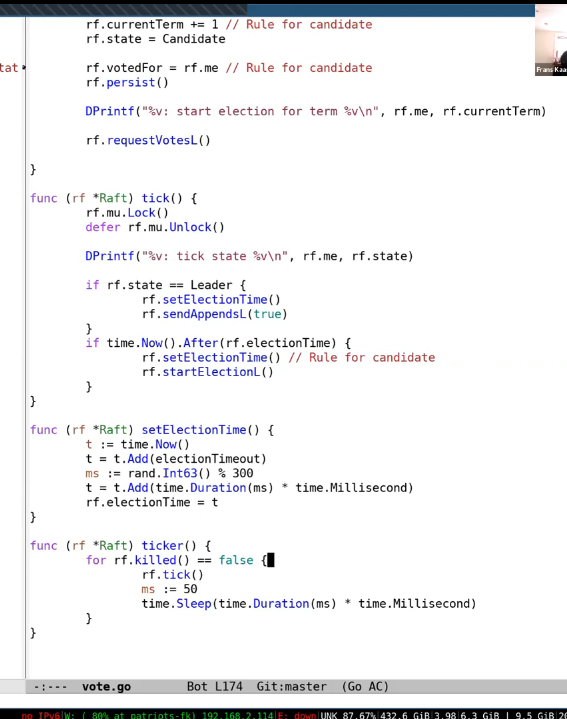 rf.currentTerm += 1 // Rule for candidate
rf.state = Candidate
rf.votedFor = rf.me // Rule for candidate
rf.persist()
DPrintf("%v: start election for term %v\n", rf.me, rf.currentTerm)
rf.requestVotesL()
}
func (rf *Raft) tick() {
rf.mu.Lock()
defer rf.mu.Unlock()
DPrintf("%v: tick state %v\n", rf.me, rf.state)
if rf.state == Leader {
rf.setElectionTime()
rf.sendAppendsL(true)
}
if time.Now().After(rf.electionTime) {
rf.setElectionTime() // Rule for candidate
rf.startElectionL()
}
}
func (rf *Raft) setElectionTime() {
t := time.Now()
t = t.Add(electionTimeout)
ms := rand.Int63() % 300
t = t.Add(time.Duration(ms) * time.Millisecond)
rf.electionTime = t
}
func (rf *Raft) ticker() {
for rf.killed() == false {
rf.tick()
ms := 50
time.Sleep(time.Duration(ms) * time.Millisecond)
}
}
tat
Frans Kaa
-:--- vote.go Bot L174 Git:master (Go AC)
no IPv6|W: ( 80% at patriots-fk) 192.168.2.114|E: down|UNK 87.67%|432.6 GiB|3.98|6.3 GiB | 9.5 GiB|20